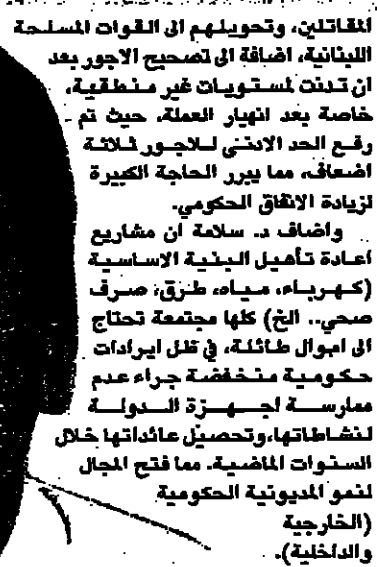 المقاتلين، وتحويلهم الى القوات المسلحة
اللبنانية، اضافة الى تصحيح الاجور بعد
ان تدنت لمستويات غير منطقية،
خاصة بعد انهيار العملة، حيث تم
رفع الحد الادنى للاجور ثلاثة
اضعاف، مما يبرر الحاجة الكبيرة
لزيادة الانفاق الحكومي.
واضاف د. سلامة ان مشاريع
اعادة تأهيل البنية الاساسية
(كهرباء، مياه، طرق، صرف
صحي.. الخ) كلها مجتمعة تحتاج
الى اموال طائلة، في ظل ايرادات
حكومية منخفضة جراء عدم
ممارسة اجهزة الدولة
لنشاطاتها، وتحصيل عائداتها خلال
السنوات الماضية. مما فتح المجال
لنمو المديونية الحكومية
(الخارجية
والداخلية).